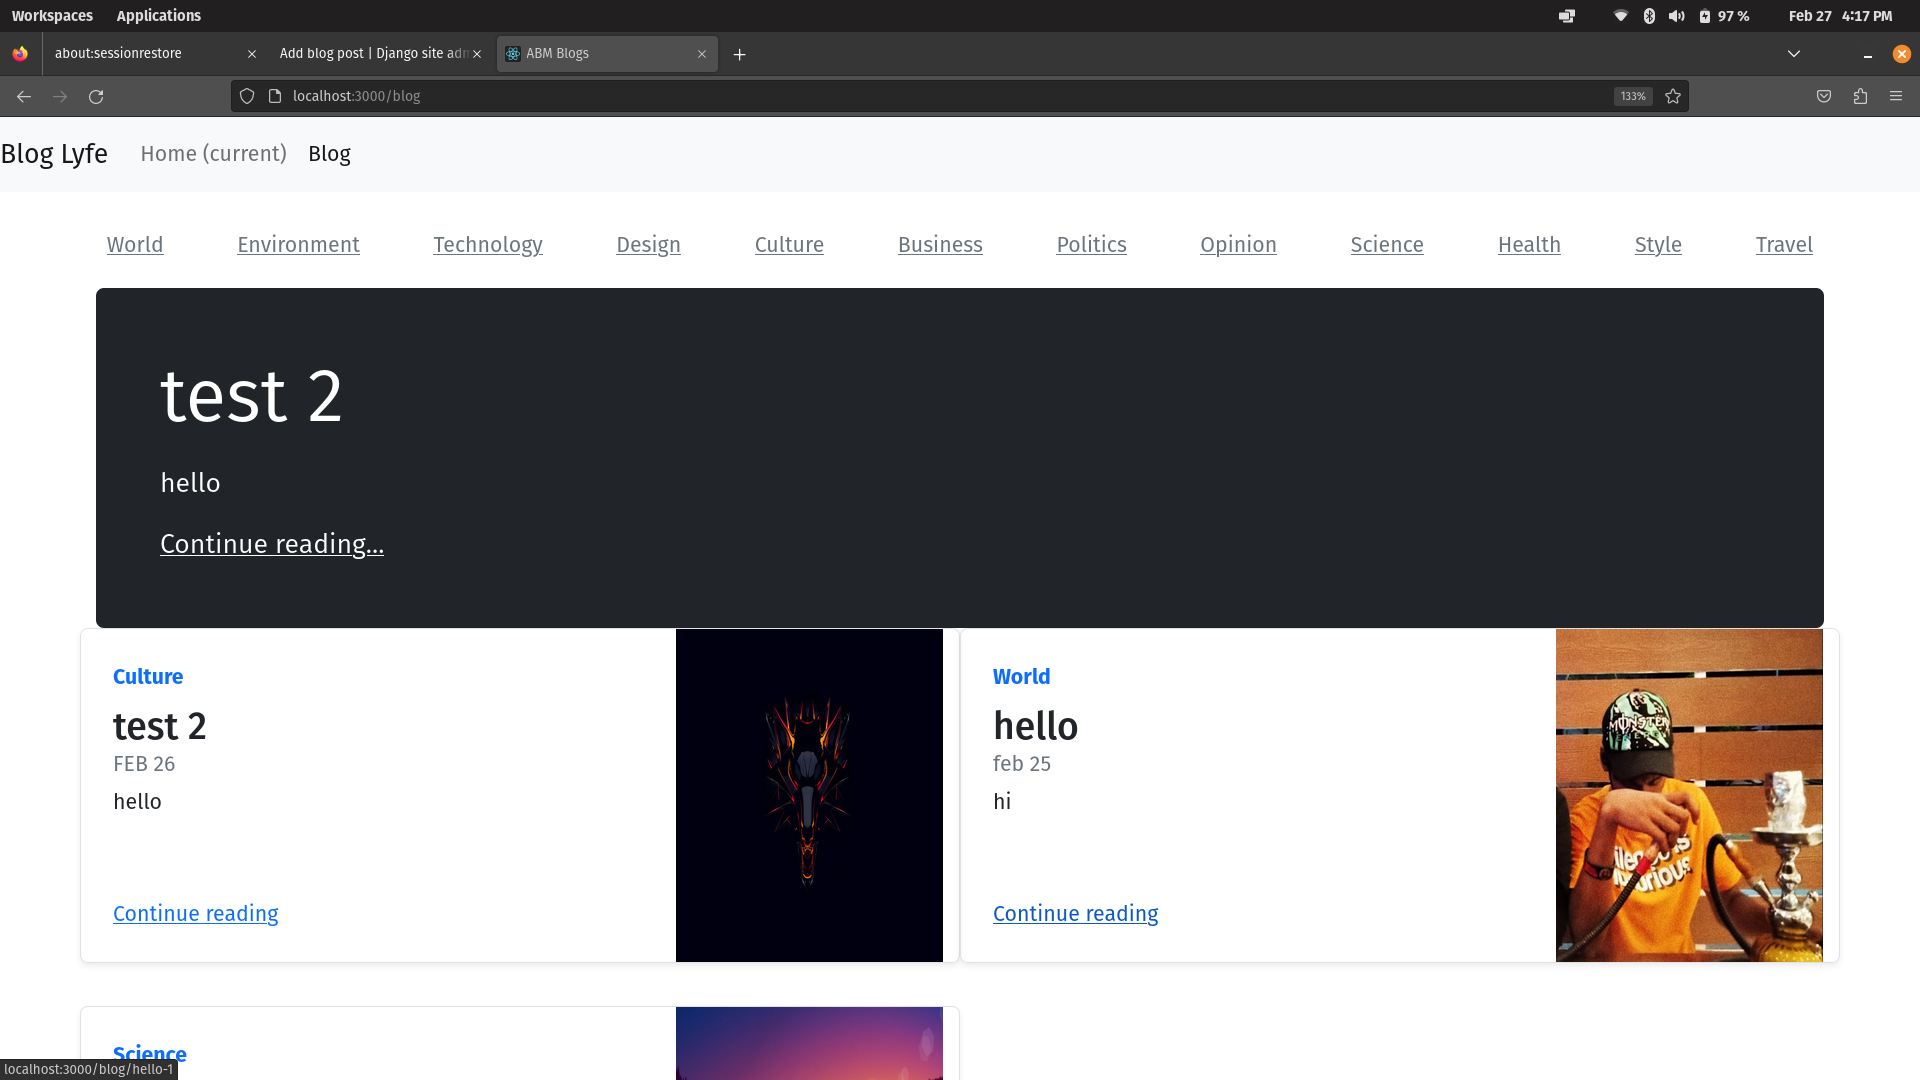 Workspaces Applications 97 % Feb 27 4:17 PM
about:sessionrestore Add blog post | Django site adm ABM Blogs
localhost:3000/blog 133%
Blog Lyfe Home (current) Blog
World Environment Technology Design Culture Business Politics Opinion Science Health Style Travel
test 2
hello
Continue reading...
Culture
test 2
FEB 26
hello
Continue reading
World
hello
feb 25
hi
Continue reading
MONSTER
Science
localhost:3000/blog/hello-1